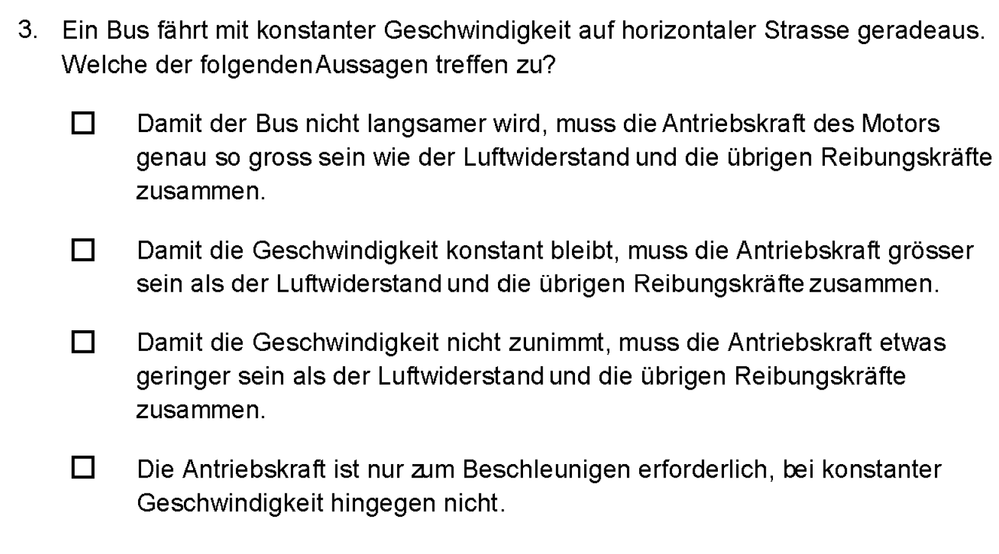 3. Ein Bus fährt mit konstanter Geschwindigkeit auf horizontaler Strasse geradeaus.
Welche der folgenden Aussagen treffen zu?
Damit der Bus nicht langsamer wird, muss die Antriebskraft des Motors
genau so gross sein wie der Luftwiderstand und die übrigen Reibungskräfte
zusammen.
Damit die Geschwindigkeit konstant bleibt, muss die Antriebskraft grösser
sein als der Luftwiderstand und die übrigen Reibungskräfte zusammen.
Damit die Geschwindigkeit nicht zunimmt, muss die Antriebskraft etwas
geringer sein als der Luftwiderstand und die übrigen Reibungskräfte
zusammen.
Die Antriebskraft ist nur zum Beschleunigen erforderlich, bei konstanter
Geschwindigkeit hingegen nicht.